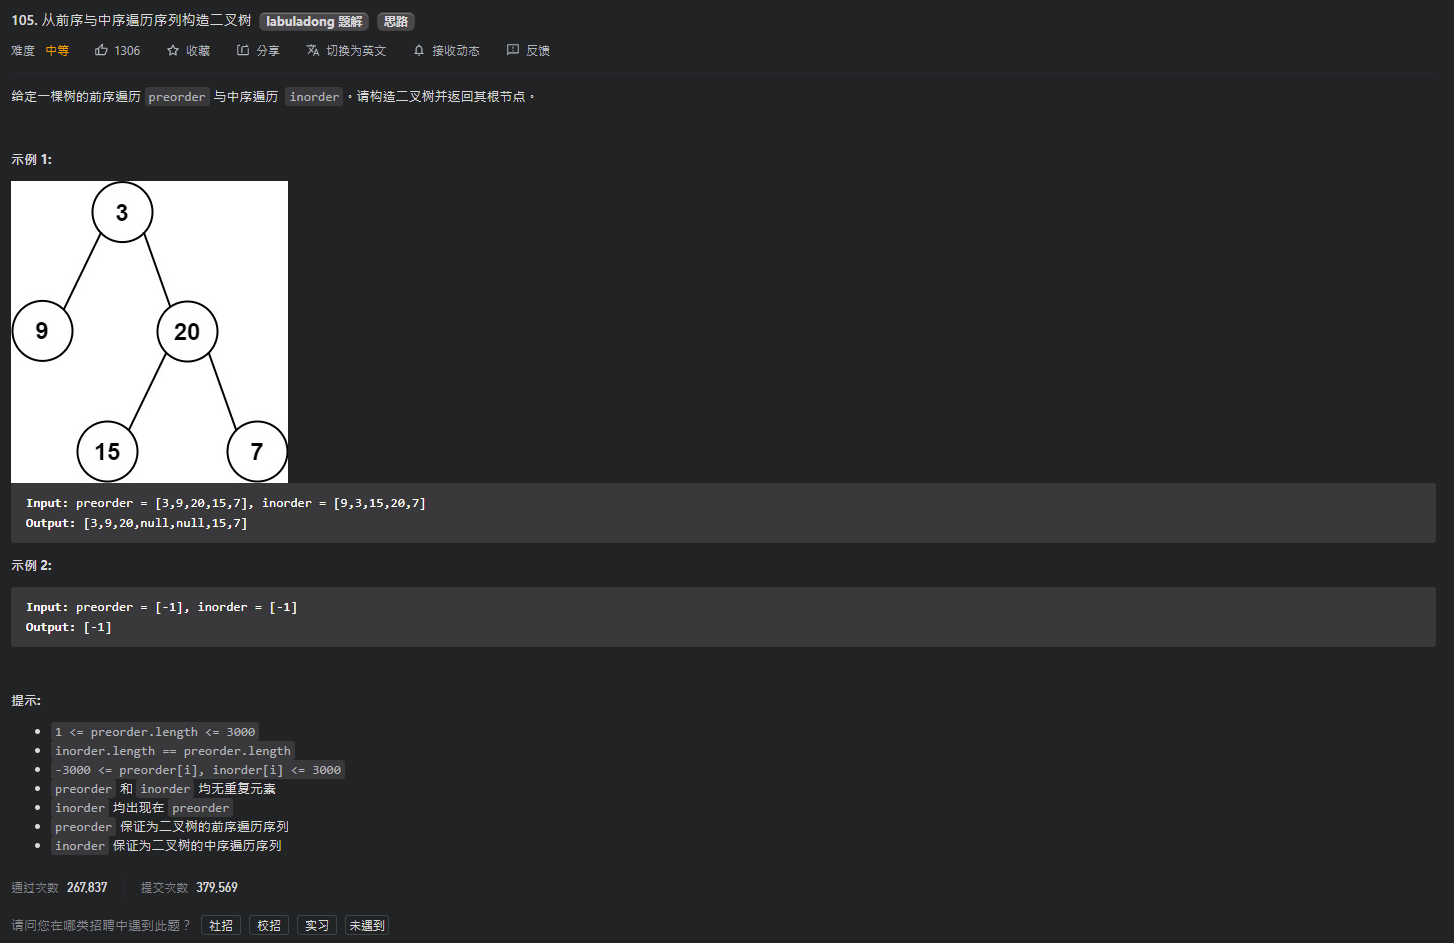 105. 从前序与中序遍历序列构造二叉树 labuladong 题解 思路
难度 中等 1306 收藏 分享 切换为英文 接收动态 反馈
给定一棵树的前序遍历 preorder 与中序遍历 inorder。请构造二叉树并返回其根节点。
示例 1:
3
9 20
15 7
Input: preorder = [3,9,20,15,7], inorder = [9,3,15,20,7]
Output: [3,9,20,null,null,15,7]
示例 2:
Input: preorder = [-1], inorder = [-1]
Output: [-1]
提示:
1 <= preorder.length <= 3000
inorder.length == preorder.length
-3000 <= preorder[i], inorder[i] <= 3000
preorder 和 inorder 均无重复元素
inorder 均出现在 preorder
preorder 保证为二叉树的前序遍历序列
inorder 保证为二叉树的中序遍历序列
通过次数 267,837 提交次数 379,569
请问您在哪类招聘中遇到此题？ 社招 校招 实习 未遇到